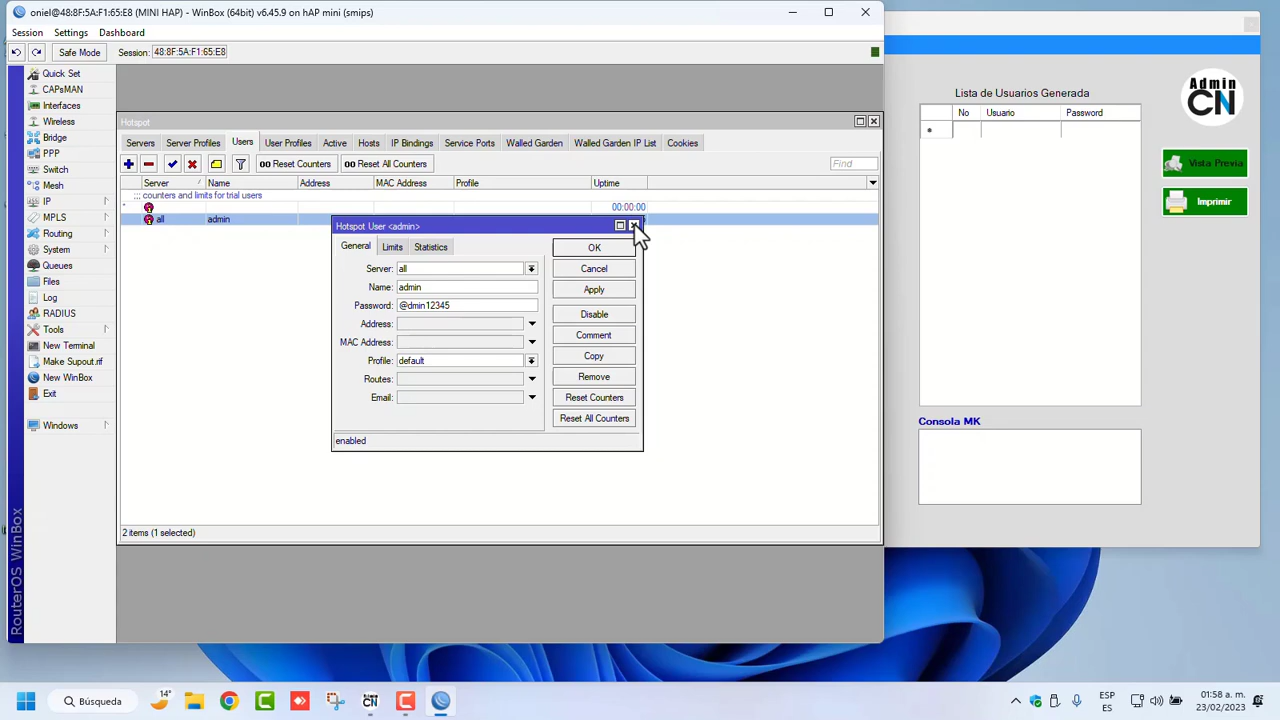 oniel@48:8F:5A:F1:65:E8 (MINI HAP) - WinBox (64bit) v6.45.9 on hAP mini (smips)
Session Settings Dashboard
Safe Mode Session: 48:8F:5A:F1:65:E8
Quick Set
CAPsMAN
Interfaces
Wireless
Bridge
PPP
Switch
Mesh
IP
MPLS
Routing
System
Queues
Files
Log
RADIUS
Tools
New Terminal
Make Supout.rif
New WinBox
Exit
Windows
RouterOS WinBox
Hotspot
Servers Server Profiles Users User Profiles Active Hosts IP Bindings Service Ports Walled Garden Walled Garden IP List Cookies
00 Reset Counters 00 Reset All Counters Find
Server Name Address MAC Address Profile Uptime
;;; counters and limits for trial users
00:00:00
all admin
Hotspot User <admin>
General Limits Statistics
Server: all
Name: admin
Password: @dmin12345
Address:
MAC Address:
Profile: default
Routes:
Email:
OK
Cancel
Apply
Disable
Comment
Copy
Remove
Reset Counters
Reset All Counters
enabled
2 items (1 selected)
Lista de Usuarios Generada
No Usuario Password
Admin
CN
Vista Previa
Imprimir
Consola MK
Búsqueda
14°
Admin
CN
ESP
ES
01:58 a. m.
23/02/2023